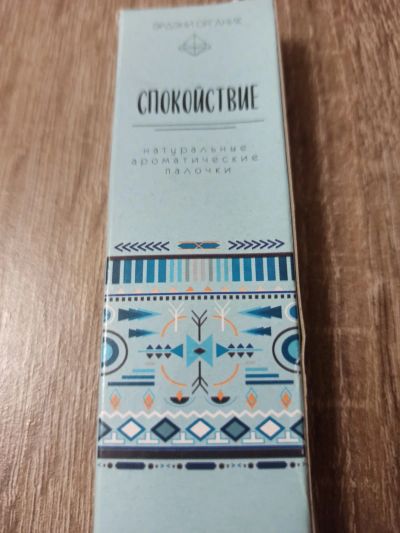 СПОКОЙСТВИЕ
натуральные
ароматические
палочки